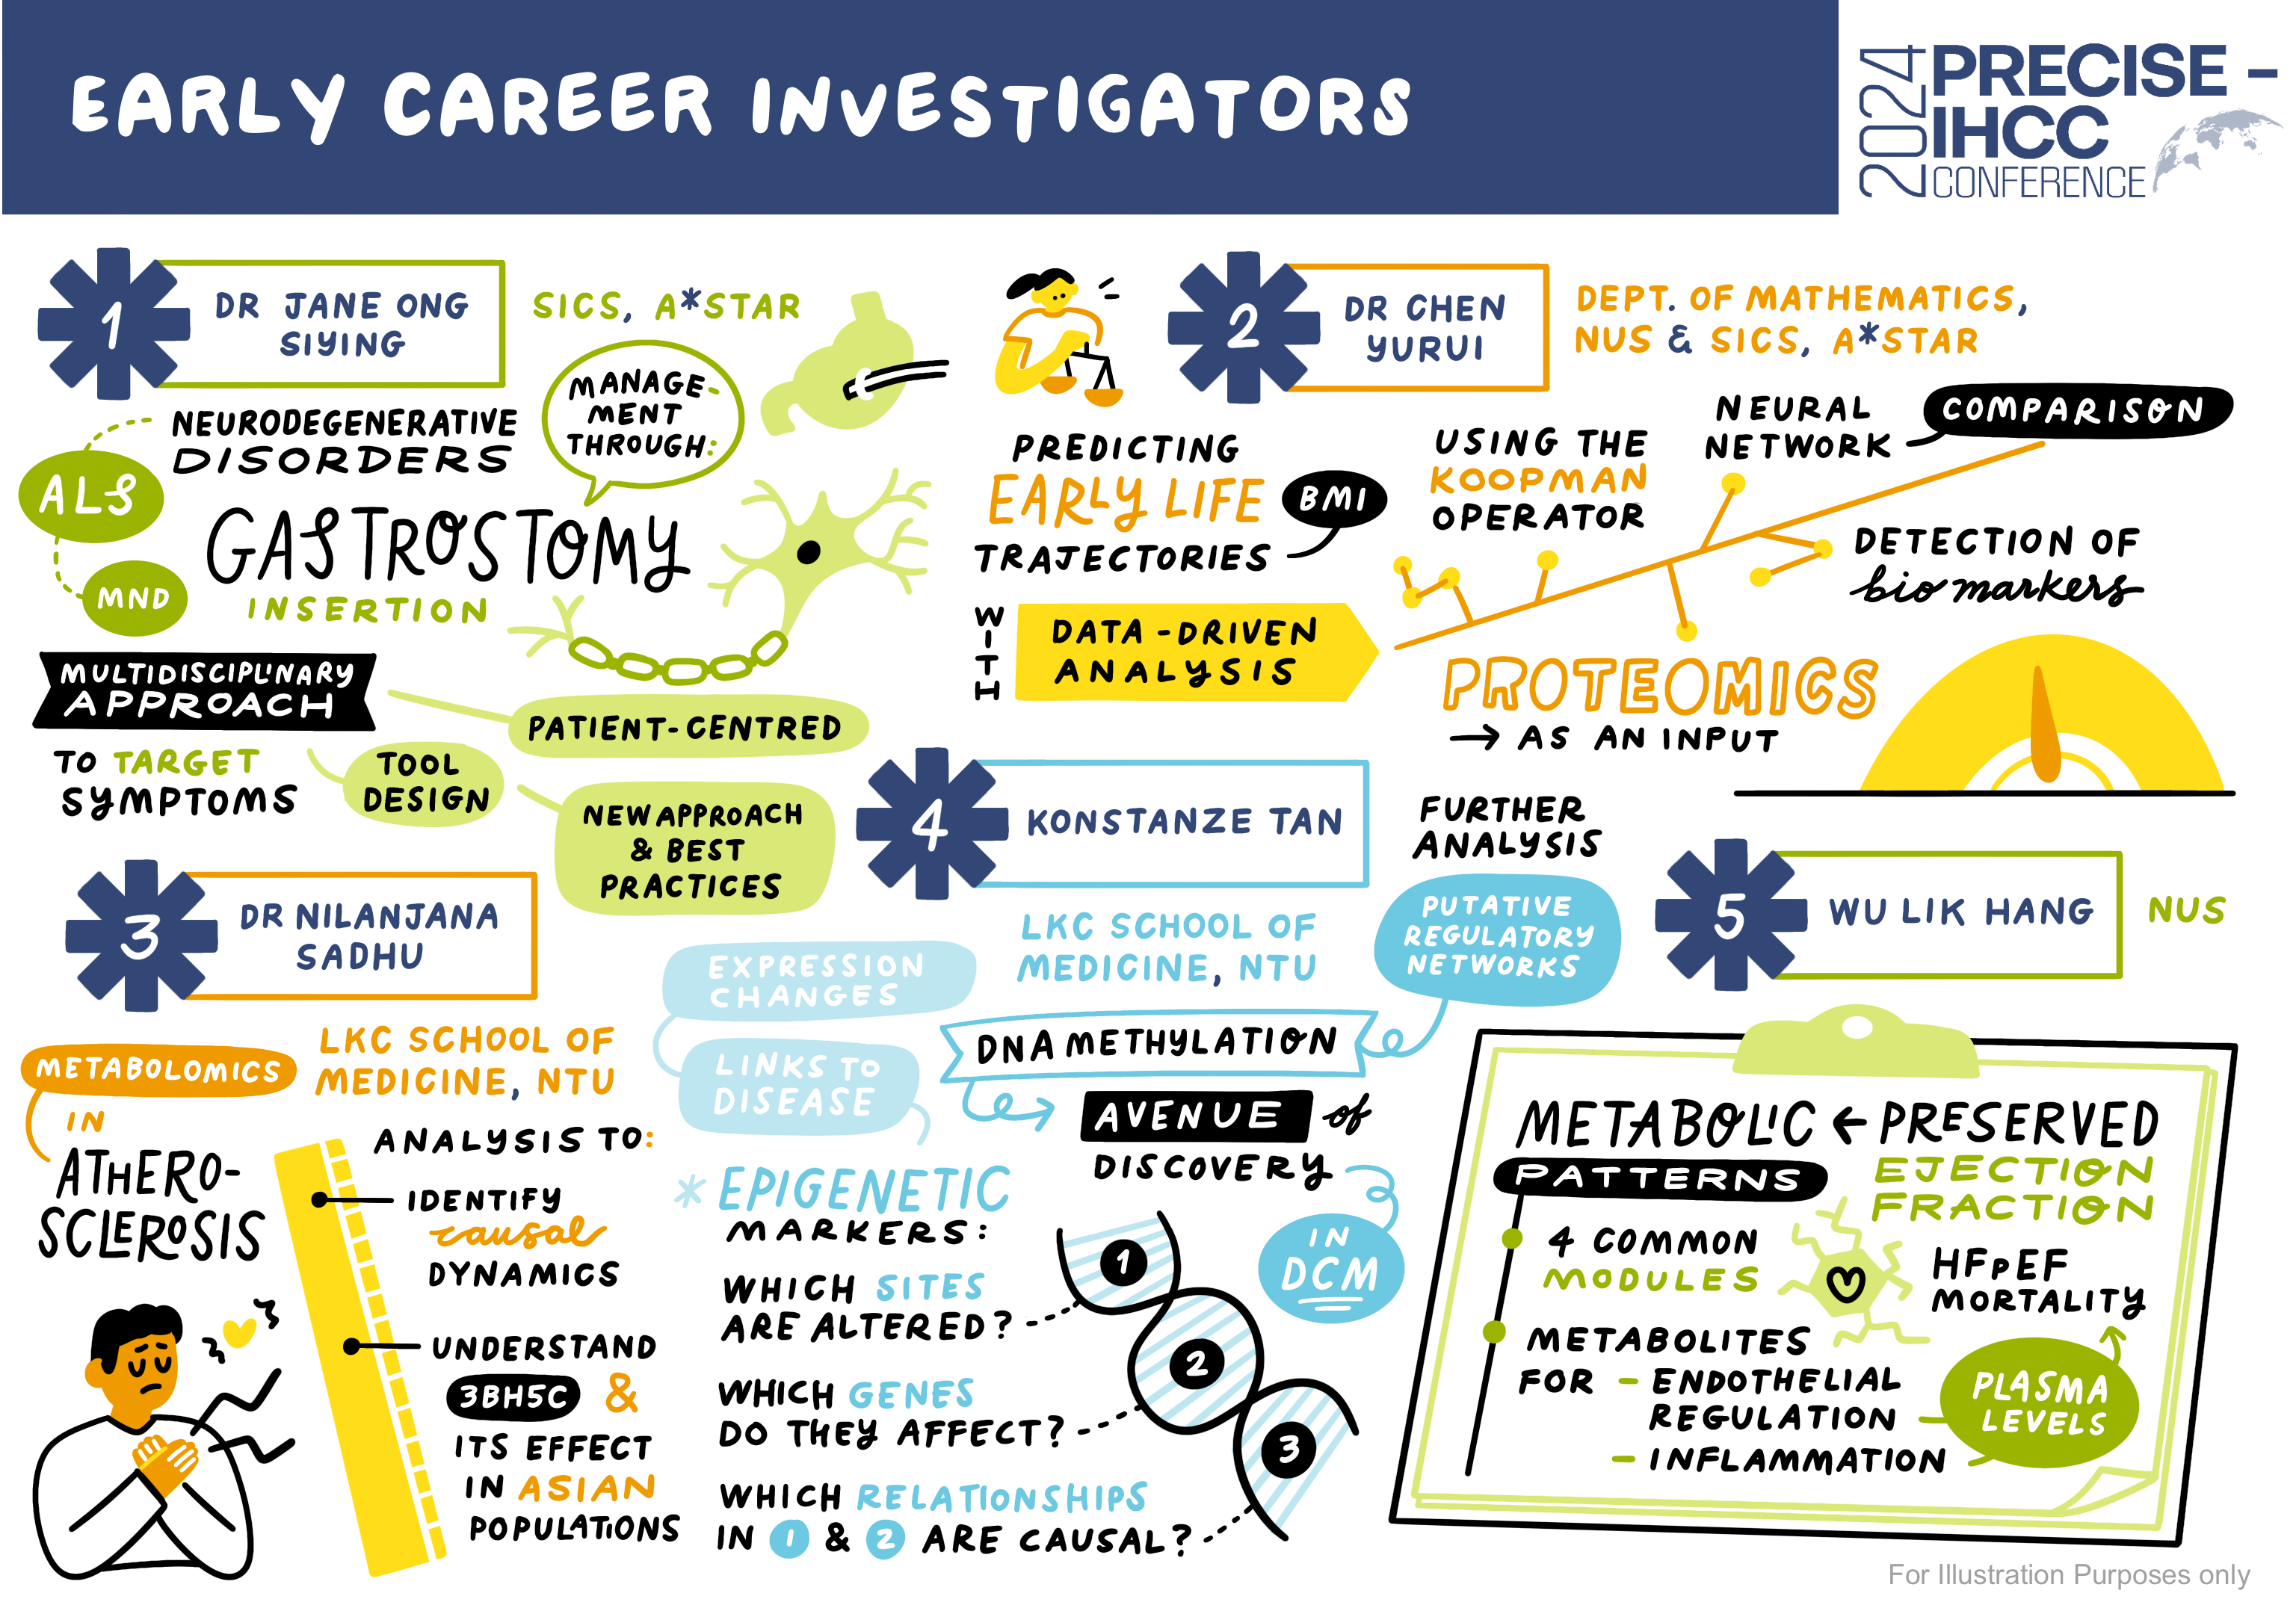 EARLY CAREER INVESTIGATORS
2024
PRECISE –
IHCC
CONFERENCE
1
DR JANE ONG
SIYING
SICS, A*STAR
NEURODEGENERATIVE
DISORDERS
ALS
MND
MANAGE-
MENT
THROUGH:
GASTROSTOMY
INSERTION
MULTIDISCIPLINARY
APPROACH
TO TARGET
SYMPTOMS
PATIENT-CENTRED
TOOL
DESIGN
NEW APPROACH
& BEST
PRACTICES
2
DR CHEN
YURUI
DEPT. OF MATHEMATICS,
NUS & SICS, A*STAR
PREDICTING
EARLY LIFE
BMI
TRAJECTORIES
WITH
DATA-DRIVEN
ANALYSIS
USING THE
KOOPMAN
OPERATOR
NEURAL
NETWORK
COMPARISON
DETECTION OF
biomarkers
PROTEOMICS
→ AS AN INPUT
3
DR NILANJANA
SADHU
LKC SCHOOL OF
MEDICINE, NTU
METABOLOMICS
IN
ATHERO-
SCLEROSIS
ANALYSIS TO:
IDENTIFY
causal
DYNAMICS
UNDERSTAND
3BH5C &
ITS EFFECT
IN ASIAN
POPULATIONS
4
KONSTANZE TAN
LKC SCHOOL OF
MEDICINE, NTU
FURTHER
ANALYSIS
PUTATIVE
REGULATORY
NETWORKS
EXPRESSION
CHANGES
LINKS TO
DISEASE
DNA METHYLATION
AVENUE of
DISCOVERY
IN
DCM
* EPIGENETIC
MARKERS:
WHICH SITES
ARE ALTERED?
1
WHICH GENES
DO THEY AFFECT?
2
WHICH RELATIONSHIPS
IN 1 & 2 ARE CAUSAL?
3
5
WU LIK HANG
NUS
METABOLIC ← PRESERVED
PATTERNS
EJECTION
FRACTION
4 COMMON
MODULES
HFpEF
MORTALITY
METABOLITES
FOR - ENDOTHELIAL
REGULATION
- INFLAMMATION
PLASMA
LEVELS
For Illustration Purposes only